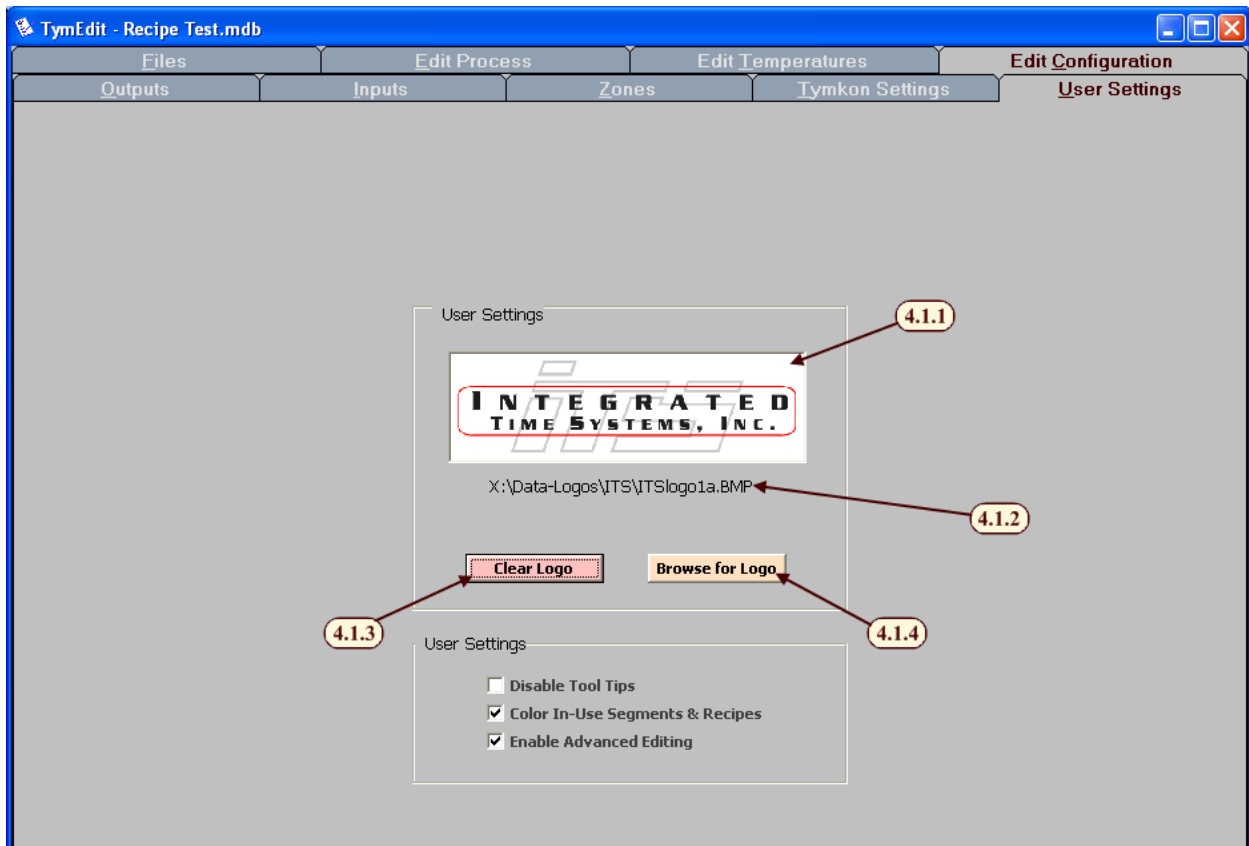 TymEdit - Recipe Test.mdb
Files Edit Process Edit Temperatures Edit Configuration
Outputs Inputs Zones Tymkon Settings User Settings
User Settings
4.1.1
its
INTEGRATED
TIME SYSTEMS, INC.
X:\Data-Logos\ITS\ITSlogo1a.BMP
4.1.2
Clear Logo Browse for Logo
4.1.3 4.1.4
User Settings
Disable Tool Tips
Color In-Use Segments & Recipes
Enable Advanced Editing